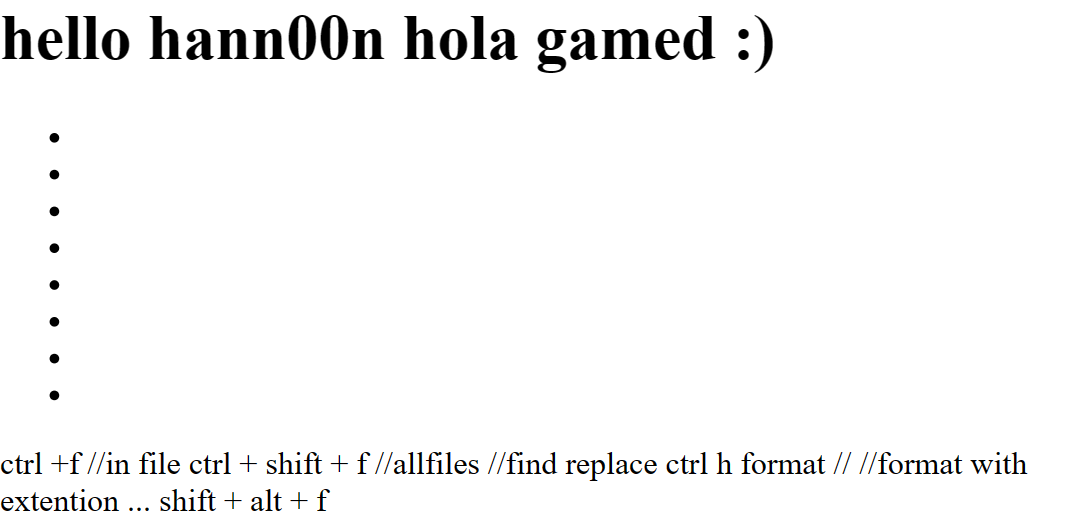 hello hann00n hola gamed :)
ctrl +f //in file ctrl + shift + f //allfiles //find replace ctrl h format // //format with
extention ... shift + alt + f